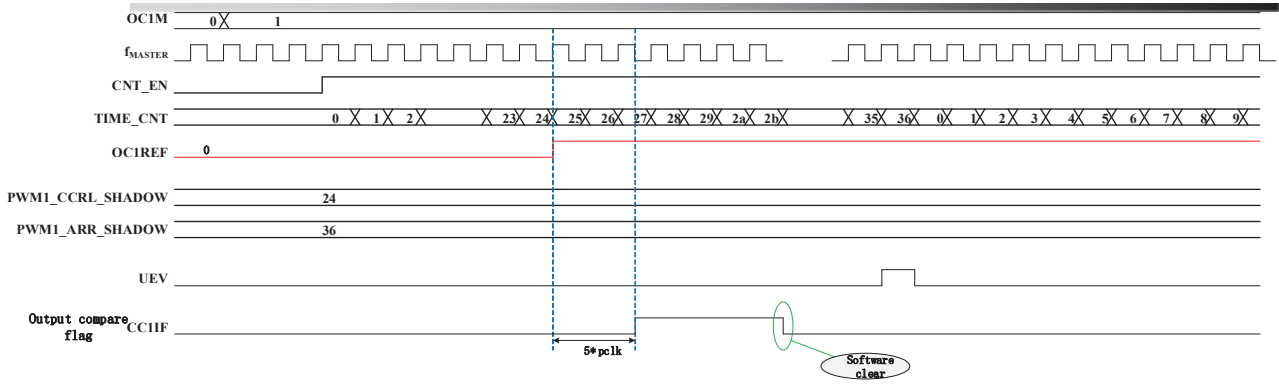 OC1M 0 1
fMASTER
CNT_EN
TIME_CNT 0 1 2 23 24 25 26 27 28 29 2a 2b 35 36 0 1 2 3 4 5 6 7 8 9
OC1REF 0
PWM1_CCRL_SHADOW 24
PWM1_ARR_SHADOW 36
UEV
Output compare
flag
CC1IF
5*pclk
Software
clear